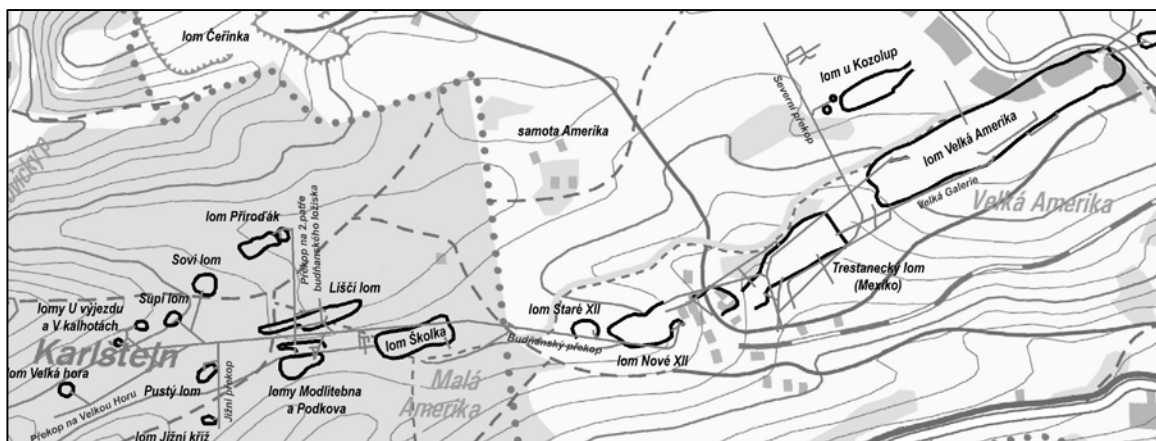 lom Čeřinka
lom u Kozolup
Severní překop
samota Amerika
lom Velká Amerika
Velká Galerie
Velká Amerika
lom Příroďák
Překop na 2.patře
budňanského ložiska
Soví lom
Trestanecký lom
(Mexiko)
Supí lom
Liščí lom
lomy U výjezdu
a V kalhotách
lom Staré XII
lom Školka
Budňanský překop
Karlštejn
lom Nové XII
lom Velká hora
Pustý lom
lomy Modlitebna
a Podkova
Malá
Amerika
Překop na Velkou Horu
Jižní překop
lom Jižní kříž